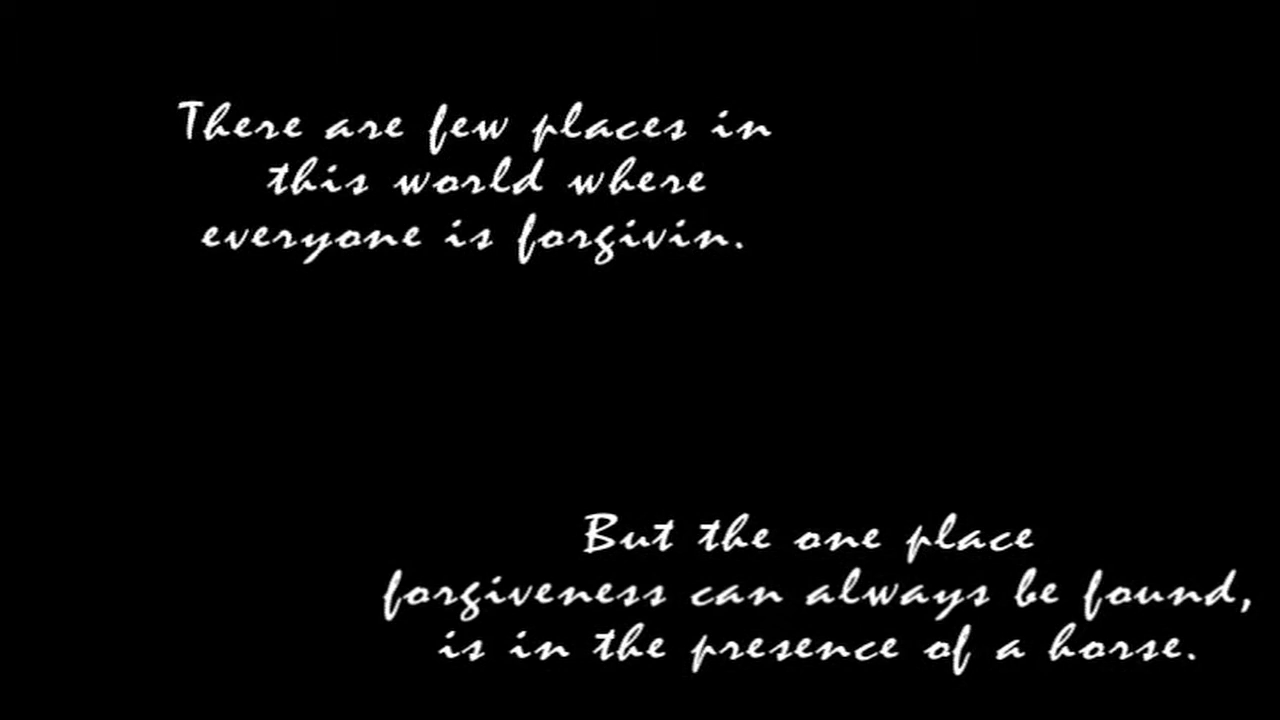 There are few places in
this world where
everyone is forgivin.
But the one place
forgiveness can always be found,
is in the presence of a horse.